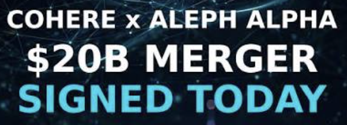 COHERE x ALEPH ALPHA
$20B MERGER
SIGNED TODAY